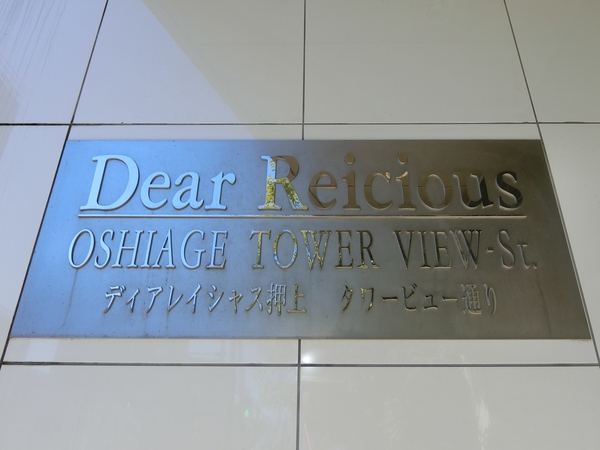 Dear Reicious
OSHIAGE TOWER VIEW-ST.
ディアレイシャス押上 タワービュー通り